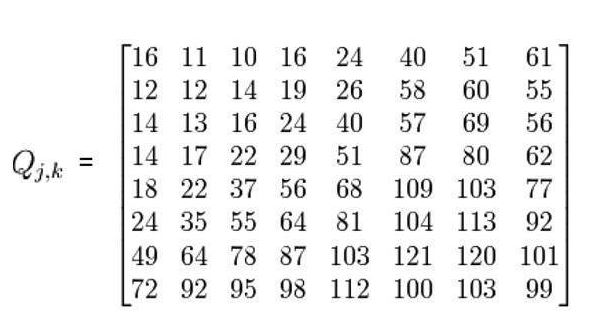 16 11 10 16 24 40 51 61
12 12 14 19 26 58 60 55
14 13 16 24 40 57 69 56
Q_{j,k} = 14 17 22 29 51 87 80 62
18 22 37 56 68 109 103 77
24 35 55 64 81 104 113 92
49 64 78 87 103 121 120 101
72 92 95 98 112 100 103 99